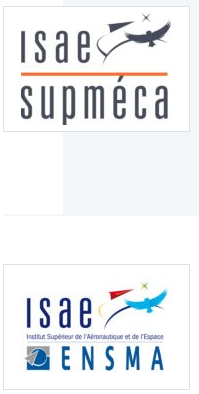 isae
supméca
isae
Institut Supérieur de l'Aéronautique et de l'Espace
ENSMA